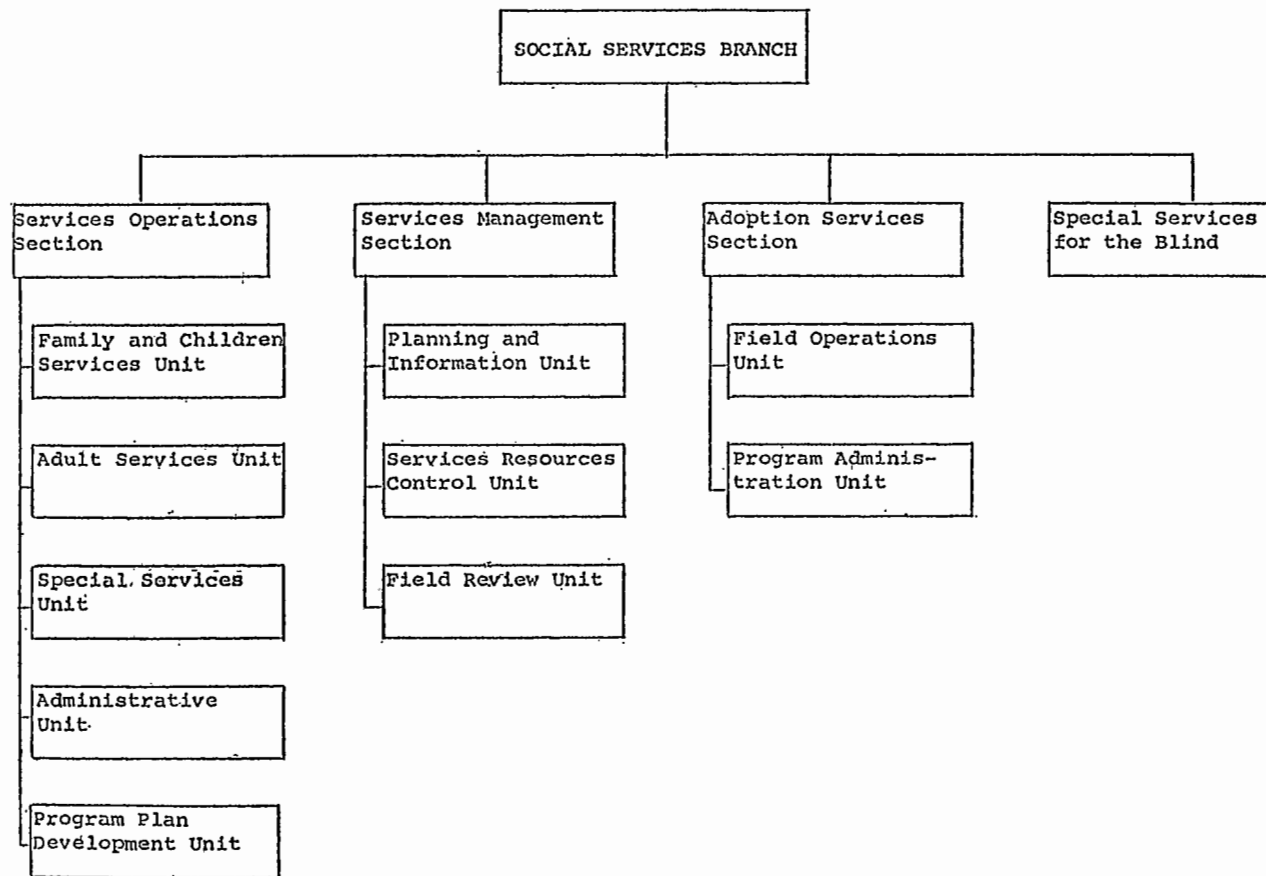 SOCIAL SERVICES BRANCH
Services Operations
Section
Services Management
Section
Adoption Services
Section
Special Services
for the Blind
Family and Children
Services Unit
Adult Services Unit
Special Services
Unit
Administrative
Unit
Program Plan
Development Unit
Planning and
Information Unit
Services Resources
Control Unit
Field Review Unit
Field Operations
Unit
Program Adminis-
tration Unit